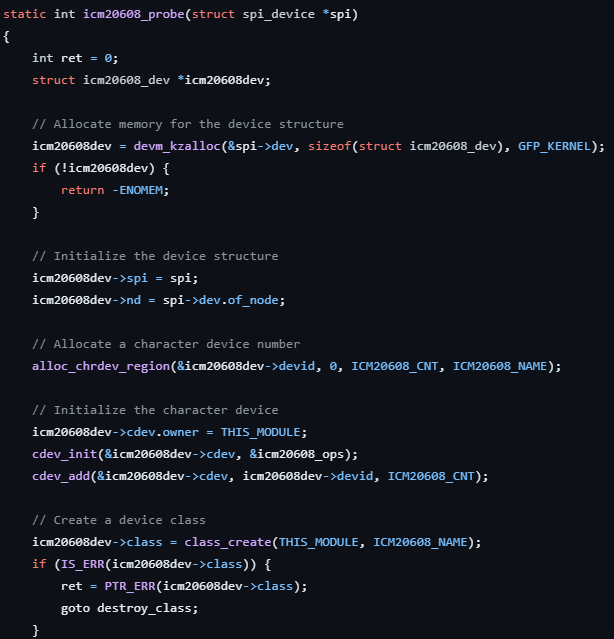 static int icm20608_probe(struct spi_device *spi)
{
    int ret = 0;
    struct icm20608_dev *icm20608dev;

    // Allocate memory for the device structure
    icm20608dev = devm_kzalloc(&spi->dev, sizeof(struct icm20608_dev), GFP_KERNEL);
    if (!icm20608dev) {
        return -ENOMEM;
    }

    // Initialize the device structure
    icm20608dev->spi = spi;
    icm20608dev->nd = spi->dev.of_node;

    // Allocate a character device number
    alloc_chrdev_region(&icm20608dev->devid, 0, ICM20608_CNT, ICM20608_NAME);

    // Initialize the character device
    icm20608dev->cdev.owner = THIS_MODULE;
    cdev_init(&icm20608dev->cdev, &icm20608_ops);
    cdev_add(&icm20608dev->cdev, icm20608dev->devid, ICM20608_CNT);

    // Create a device class
    icm20608dev->class = class_create(THIS_MODULE, ICM20608_NAME);
    if (IS_ERR(icm20608dev->class)) {
        ret = PTR_ERR(icm20608dev->class);
        goto destroy_class;
    }